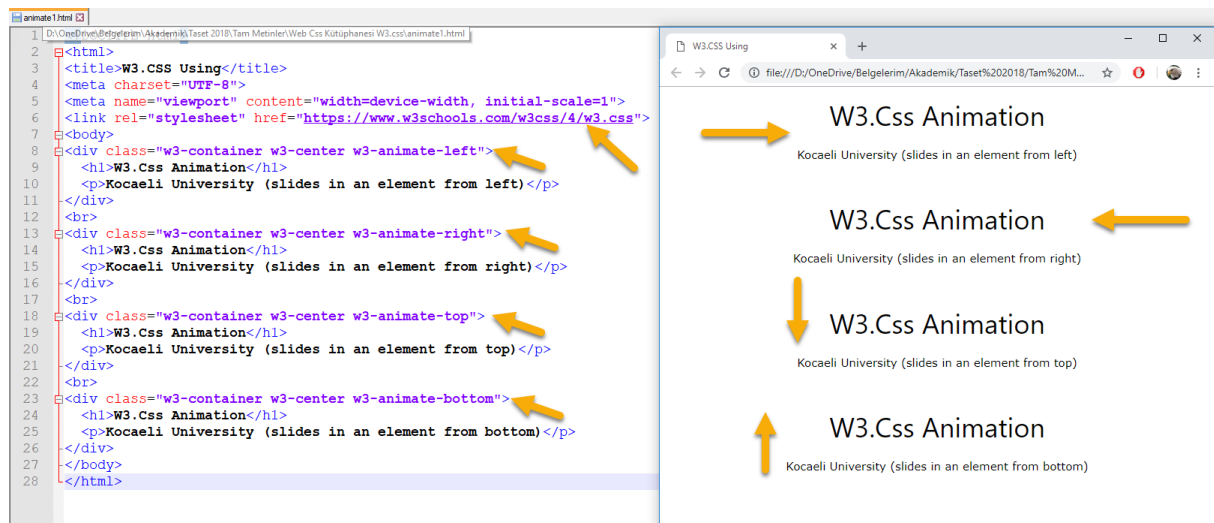 animate1.html
1
D:\OneDrive\Belgelerim\Akademik\Taset 2018\Tam Metinler\Web Css Kütüphanesi W3.css\animate1.html
2 <html>
3 <title>W3.CSS Using</title>
4 <meta charset="UTF-8">
5 <meta name="viewport" content="width=device-width, initial-scale=1">
6 <link rel="stylesheet" href="https://www.w3schools.com/w3css/4/w3.css">
7 <body>
8 <div class="w3-container w3-center w3-animate-left">
9 <h1>W3.Css Animation</h1>
10 <p>Kocaeli University (slides in an element from left)</p>
11 </div>
12 <br>
13 <div class="w3-container w3-center w3-animate-right">
14 <h1>W3.Css Animation</h1>
15 <p>Kocaeli University (slides in an element from right)</p>
16 </div>
17 <br>
18 <div class="w3-container w3-center w3-animate-top">
19 <h1>W3.Css Animation</h1>
20 <p>Kocaeli University (slides in an element from top)</p>
21 </div>
22 <br>
23 <div class="w3-container w3-center w3-animate-bottom">
24 <h1>W3.Css Animation</h1>
25 <p>Kocaeli University (slides in an element from bottom)</p>
26 </div>
27 </body>
28 </html>
W3.CSS Using
file:///D:/OneDrive/Belgelerim/Akademik/Taset%202018/Tam%20M...
W3.Css Animation
Kocaeli University (slides in an element from left)
W3.Css Animation
Kocaeli University (slides in an element from right)
W3.Css Animation
Kocaeli University (slides in an element from top)
W3.Css Animation
Kocaeli University (slides in an element from bottom)